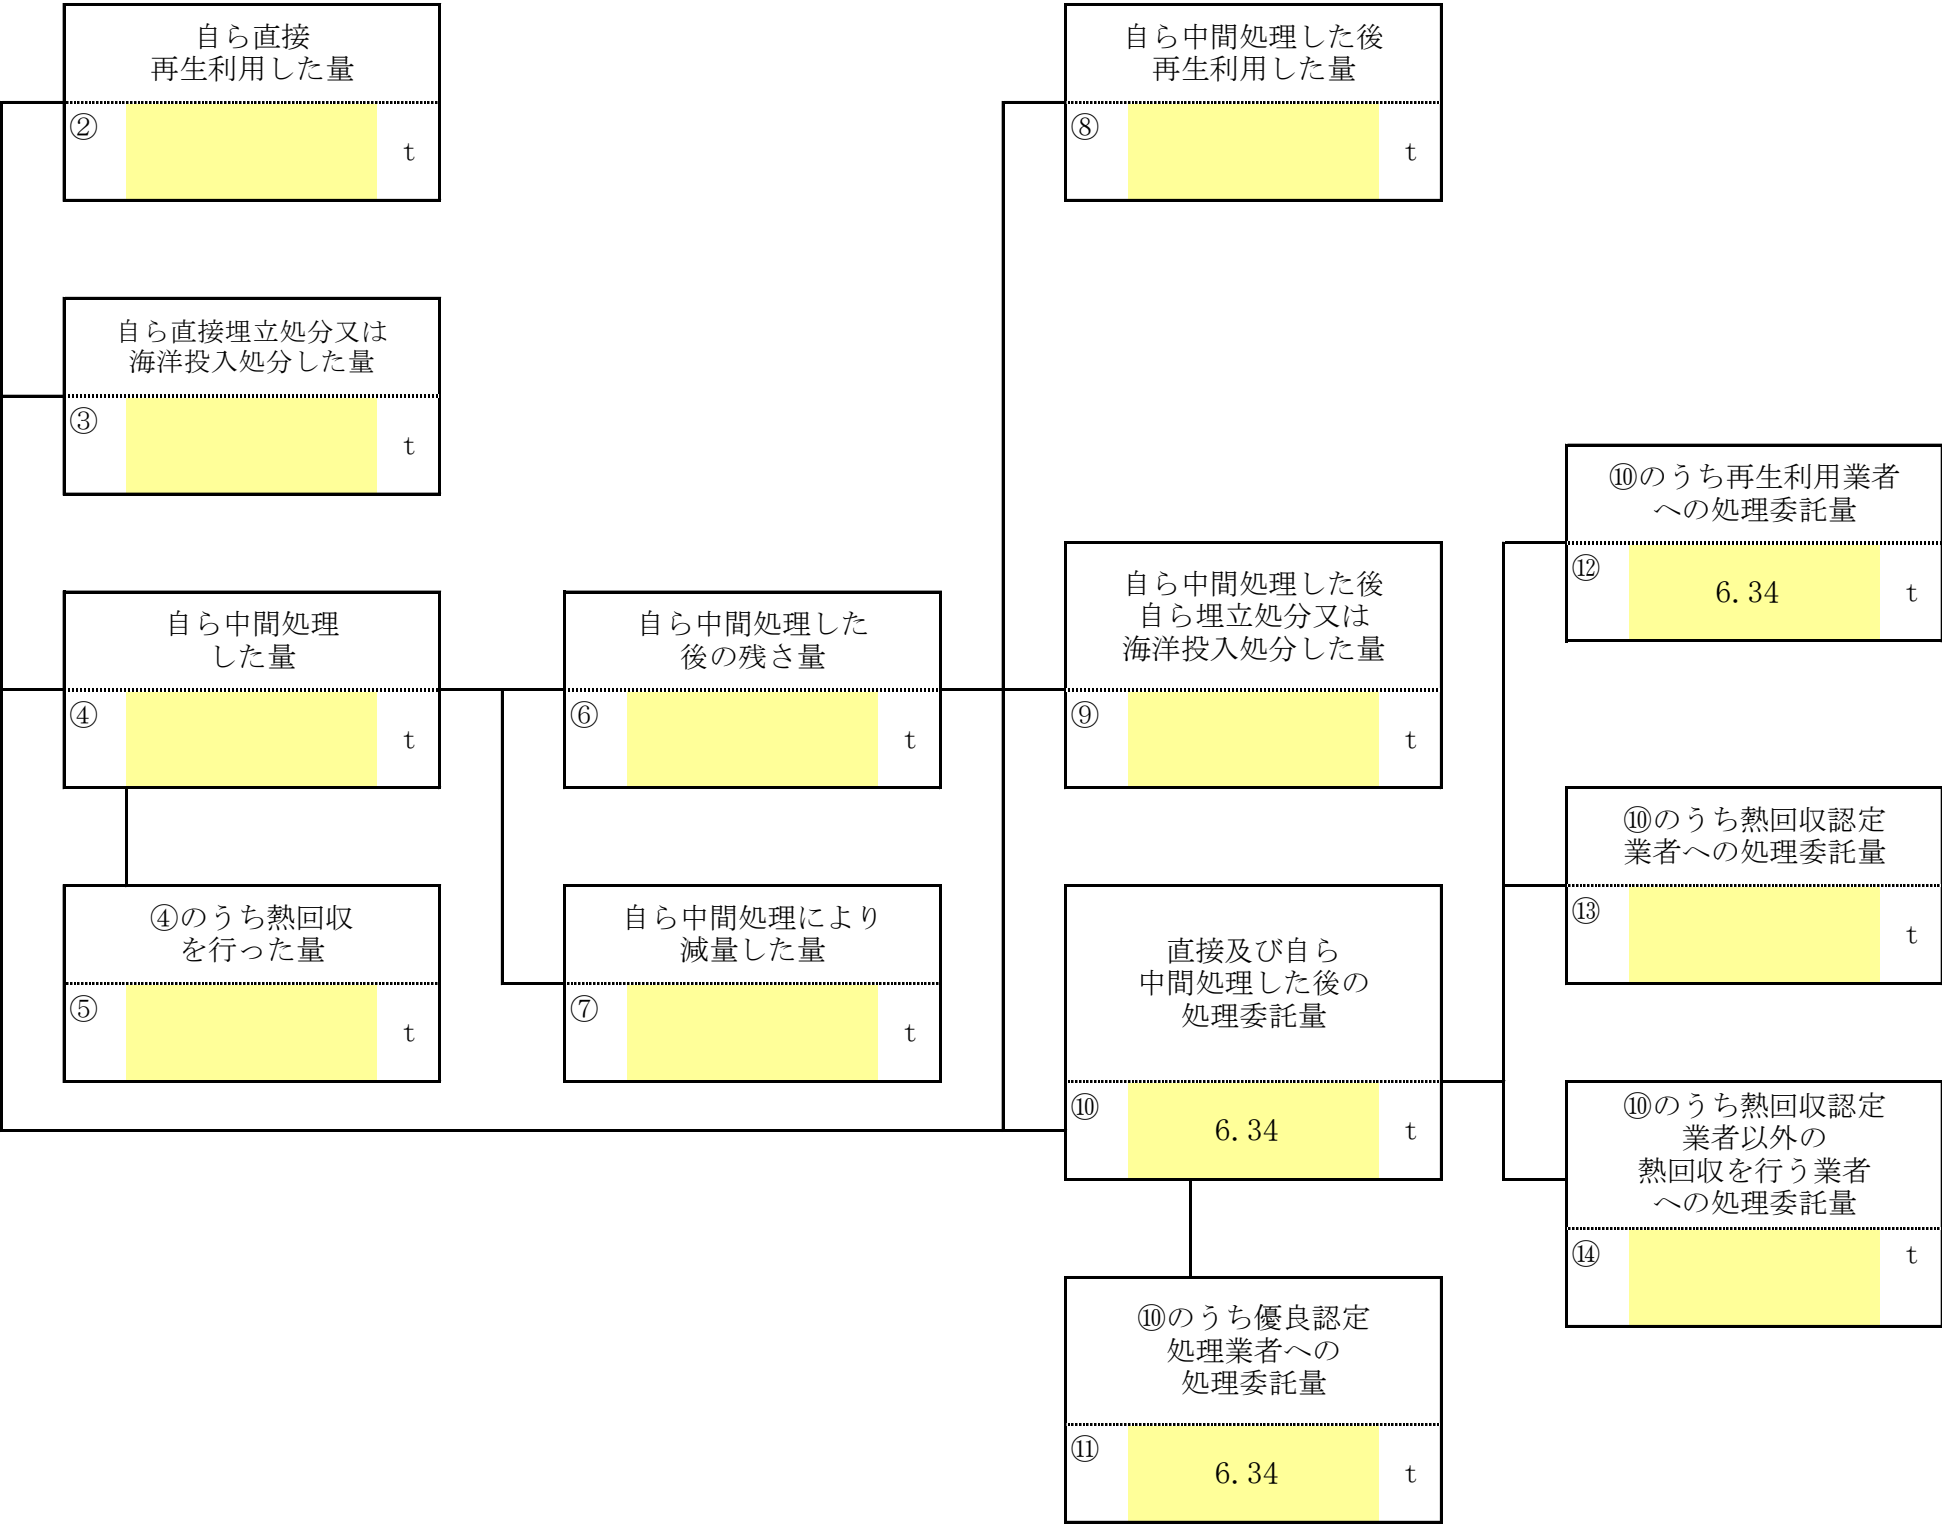 自ら直接
再生利用した量
②
t
自ら中間処理した後
再生利用した量
⑧
t
自ら直接埋立処分又は
海洋投入処分した量
③
t
⑩のうち再生利用業者
への処理委託量
⑫
6.34
t
自ら中間処理
した量
④
t
自ら中間処理した
後の残さ量
⑥
t
自ら中間処理した後
自ら埋立処分又は
海洋投入処分した量
⑨
t
⑩のうち熱回収認定
業者への処理委託量
⑬
t
④のうち熱回収
を行った量
⑤
t
自ら中間処理により
減量した量
⑦
t
直接及び自ら
中間処理した後の
処理委託量
⑩
6.34
t
⑩のうち熱回収認定
業者以外の
熱回収を行う業者
への処理委託量
⑭
t
⑩のうち優良認定
処理業者への
処理委託量
⑪
6.34
t